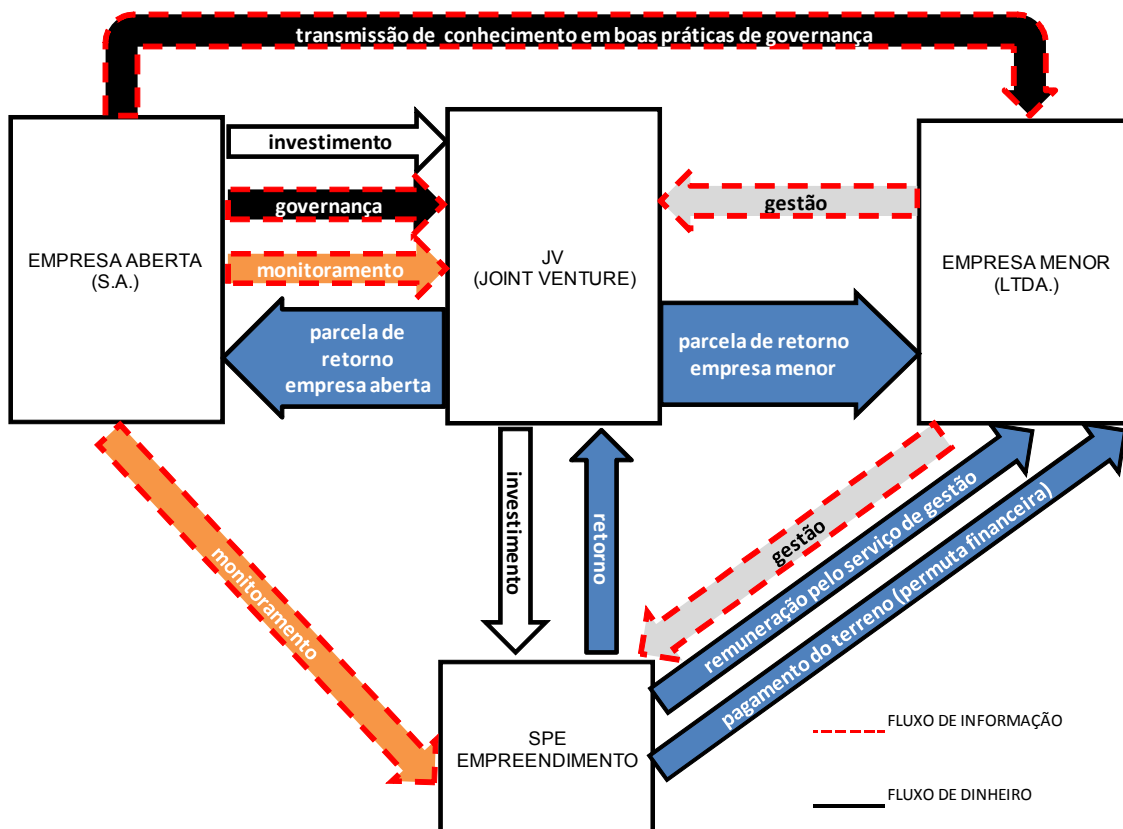 transmissão de conhecimento em boas práticas de governança
investimento
governança
monitoramento
EMPRESA ABERTA
(S.A.)
JV
(JOINT VENTURE)
gestão
EMPRESA MENOR
(LTDA.)
parcela de
retorno
empresa aberta
parcela de retorno
empresa menor
monitoramento
investimento
retorno
gestão
remuneração pelo serviço de gestão
pagamento do terreno (permuta financeira)
SPE
EMPREENDIMENTO
FLUXO DE INFORMAÇÃO
FLUXO DE DINHEIRO